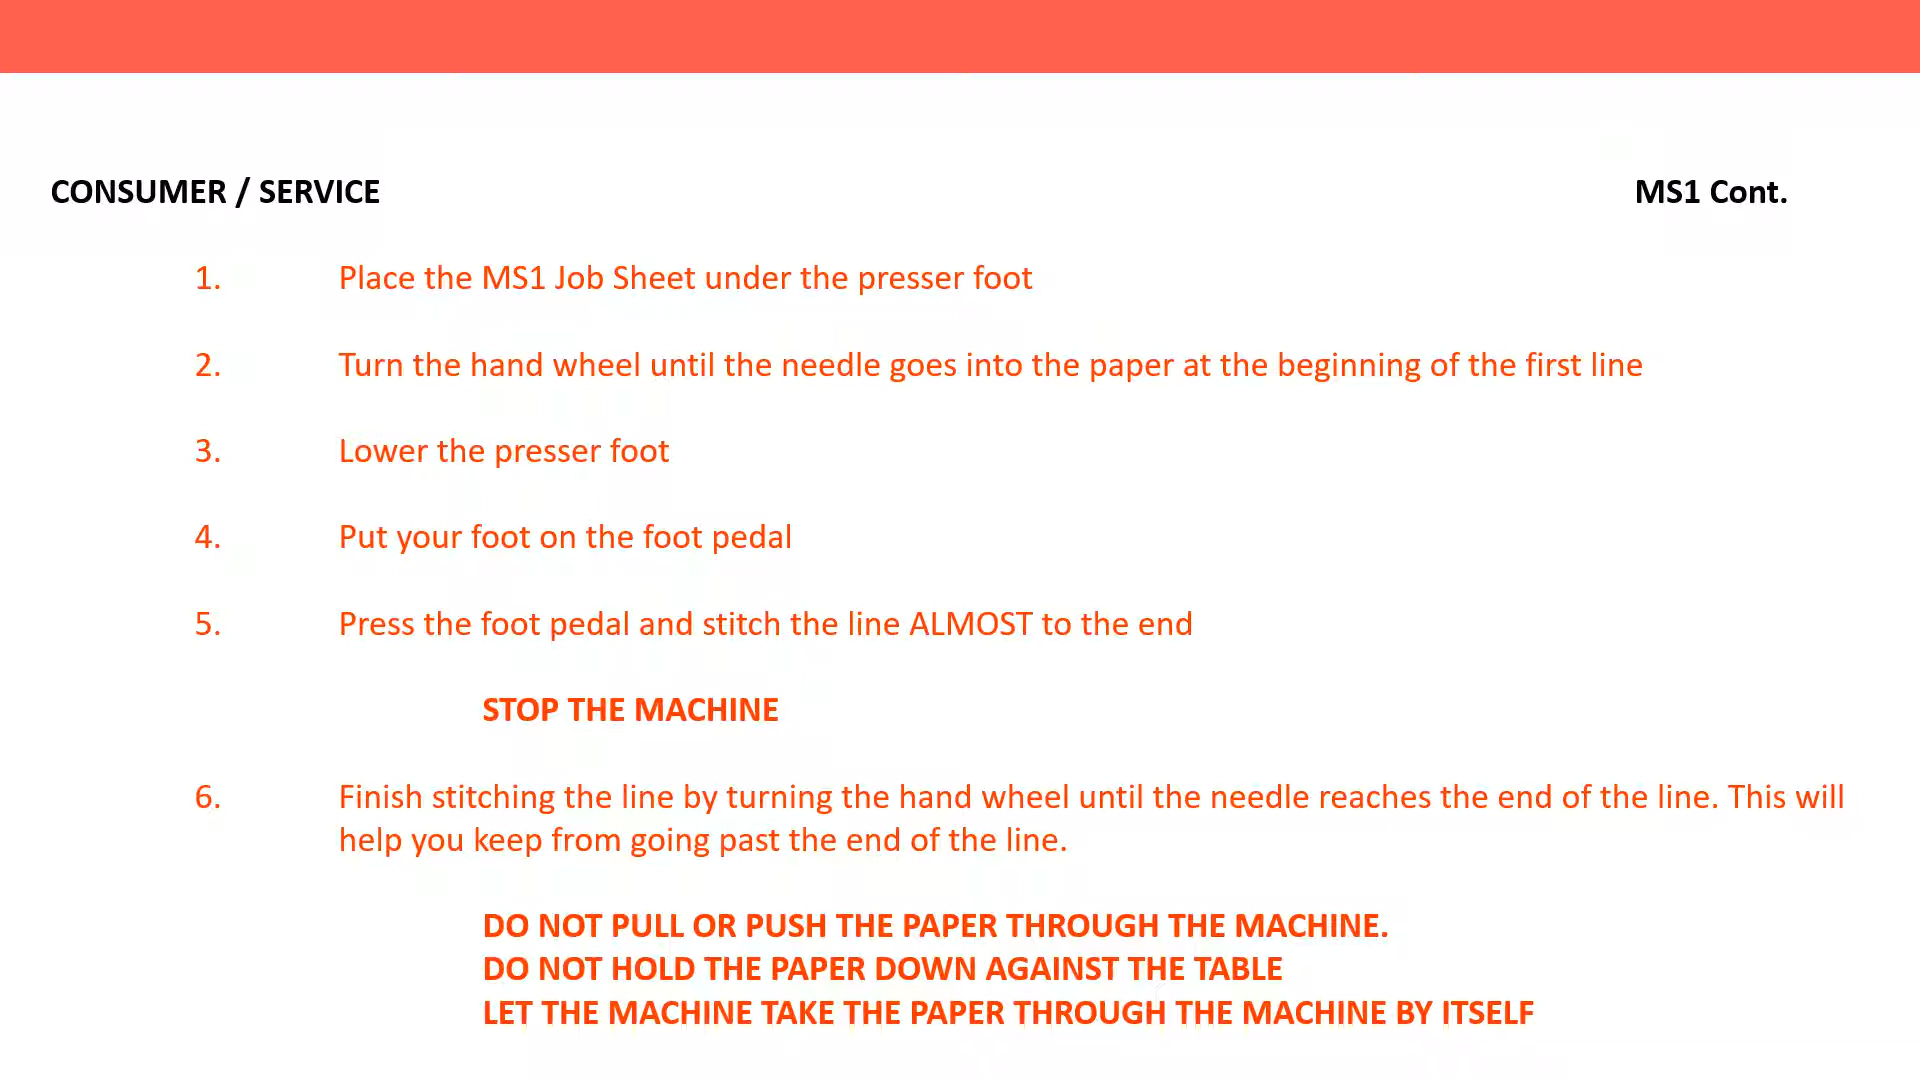 CONSUMER / SERVICE MS1 Cont.
1. Place the MS1 Job Sheet under the presser foot
2. Turn the hand wheel until the needle goes into the paper at the beginning of the first line
3. Lower the presser foot
4. Put your foot on the foot pedal
5. Press the foot pedal and stitch the line ALMOST to the end
STOP THE MACHINE
6. Finish stitching the line by turning the hand wheel until the needle reaches the end of the line. This will
help you keep from going past the end of the line.
DO NOT PULL OR PUSH THE PAPER THROUGH THE MACHINE.
DO NOT HOLD THE PAPER DOWN AGAINST THE TABLE
LET THE MACHINE TAKE THE PAPER THROUGH THE MACHINE BY ITSELF